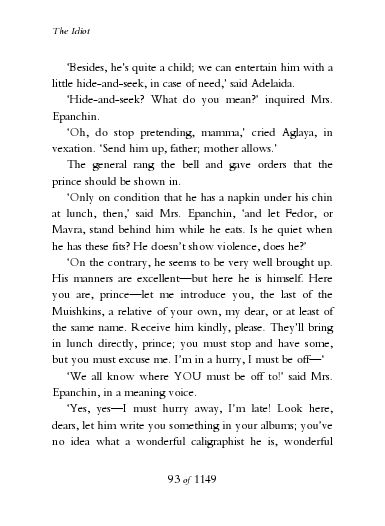 The Idiot
‘Besides, he’s quite a child; we can entertain him with a
little hide-and-seek, in case of need,’ said Adelaida.
‘Hide-and-seek? What do you mean?’ inquired Mrs.
Epanchin.
‘Oh, do stop pretending, mamma,’ cried Aglaya, in
vexation. ‘Send him up, father; mother allows.’
The general rang the bell and gave orders that the
prince should be shown in.
‘Only on condition that he has a napkin under his chin
at lunch, then,’ said Mrs. Epanchin, ‘and let Fedor, or
Mavra, stand behind him while he eats. Is he quiet when
he has these fits? He doesn’t show violence, does he?’
‘On the contrary, he seems to be very well brought up.
His manners are excellent—but here he is himself. Here
you are, prince—let me introduce you, the last of the
Muishkins, a relative of your own, my dear, or at least of
the same name. Receive him kindly, please. They’ll bring
in lunch directly, prince; you must stop and have some,
but you must excuse me. I’m in a hurry, I must be off—‘
‘We all know where YOU must be off to!’ said Mrs.
Epanchin, in a meaning voice.
‘Yes, yes—I must hurry away, I’m late! Look here,
dears, let him write you something in your albums; you’ve
no idea what a wonderful caligraphist he is, wonderful
93 of 1149